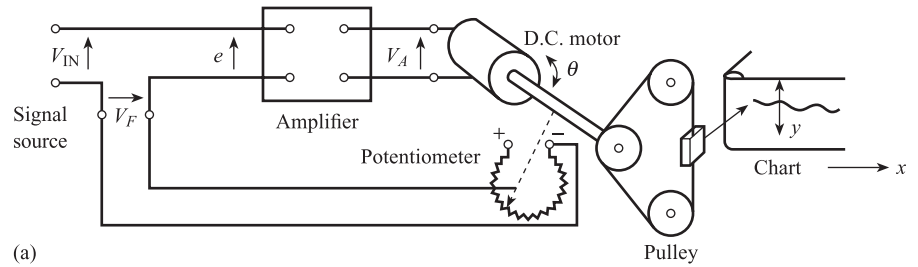 V_IN
e
V_A
D.C. motor
θ
V_F
Signal
source
Amplifier
Potentiometer
+
−
y
Chart
x
Pulley
(a)